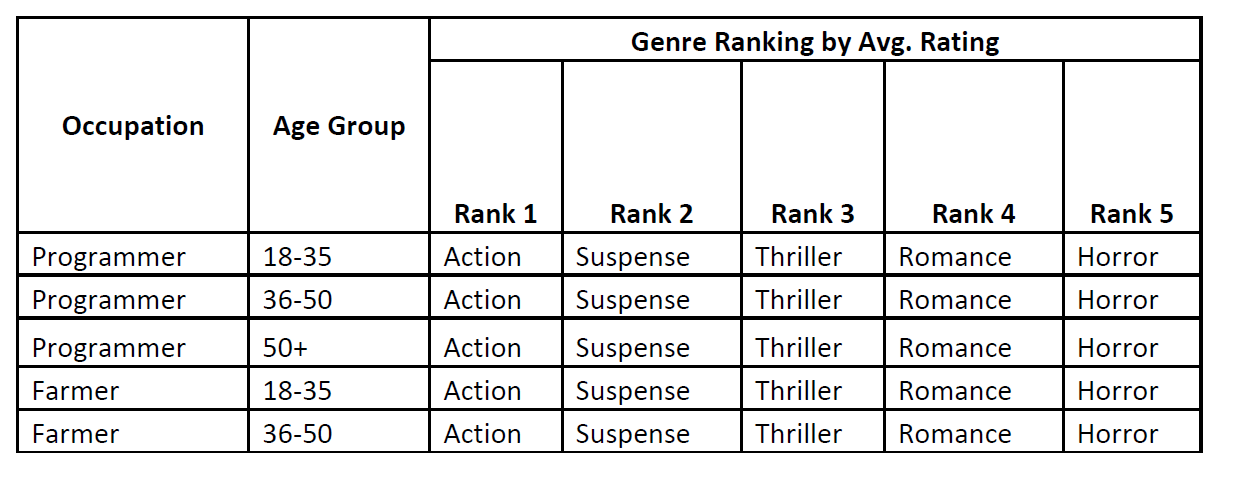 Genre Ranking by Avg. Rating
Occupation Age Group
Rank 1 Rank 2 Rank 3 Rank 4 Rank 5
Programmer 18-35 Action Suspense Thriller Romance Horror
Programmer 36-50 Action Suspense Thriller Romance Horror
Programmer 50+ Action Suspense Thriller Romance Horror
Farmer 18-35 Action Suspense Thriller Romance Horror
Farmer 36-50 Action Suspense Thriller Romance Horror